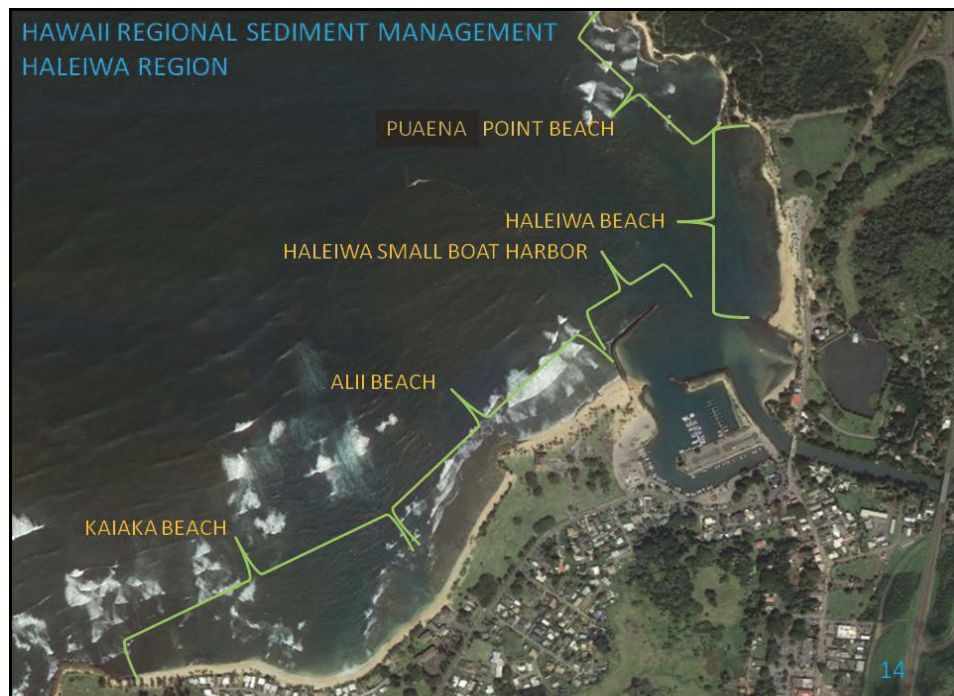 HAWAII REGIONAL SEDIMENT MANAGEMENT
HALEIWA REGION
PUAENA POINT BEACH
HALEIWA BEACH
HALEIWA SMALL BOAT HARBOR
ALII BEACH
KAIAKA BEACH
14